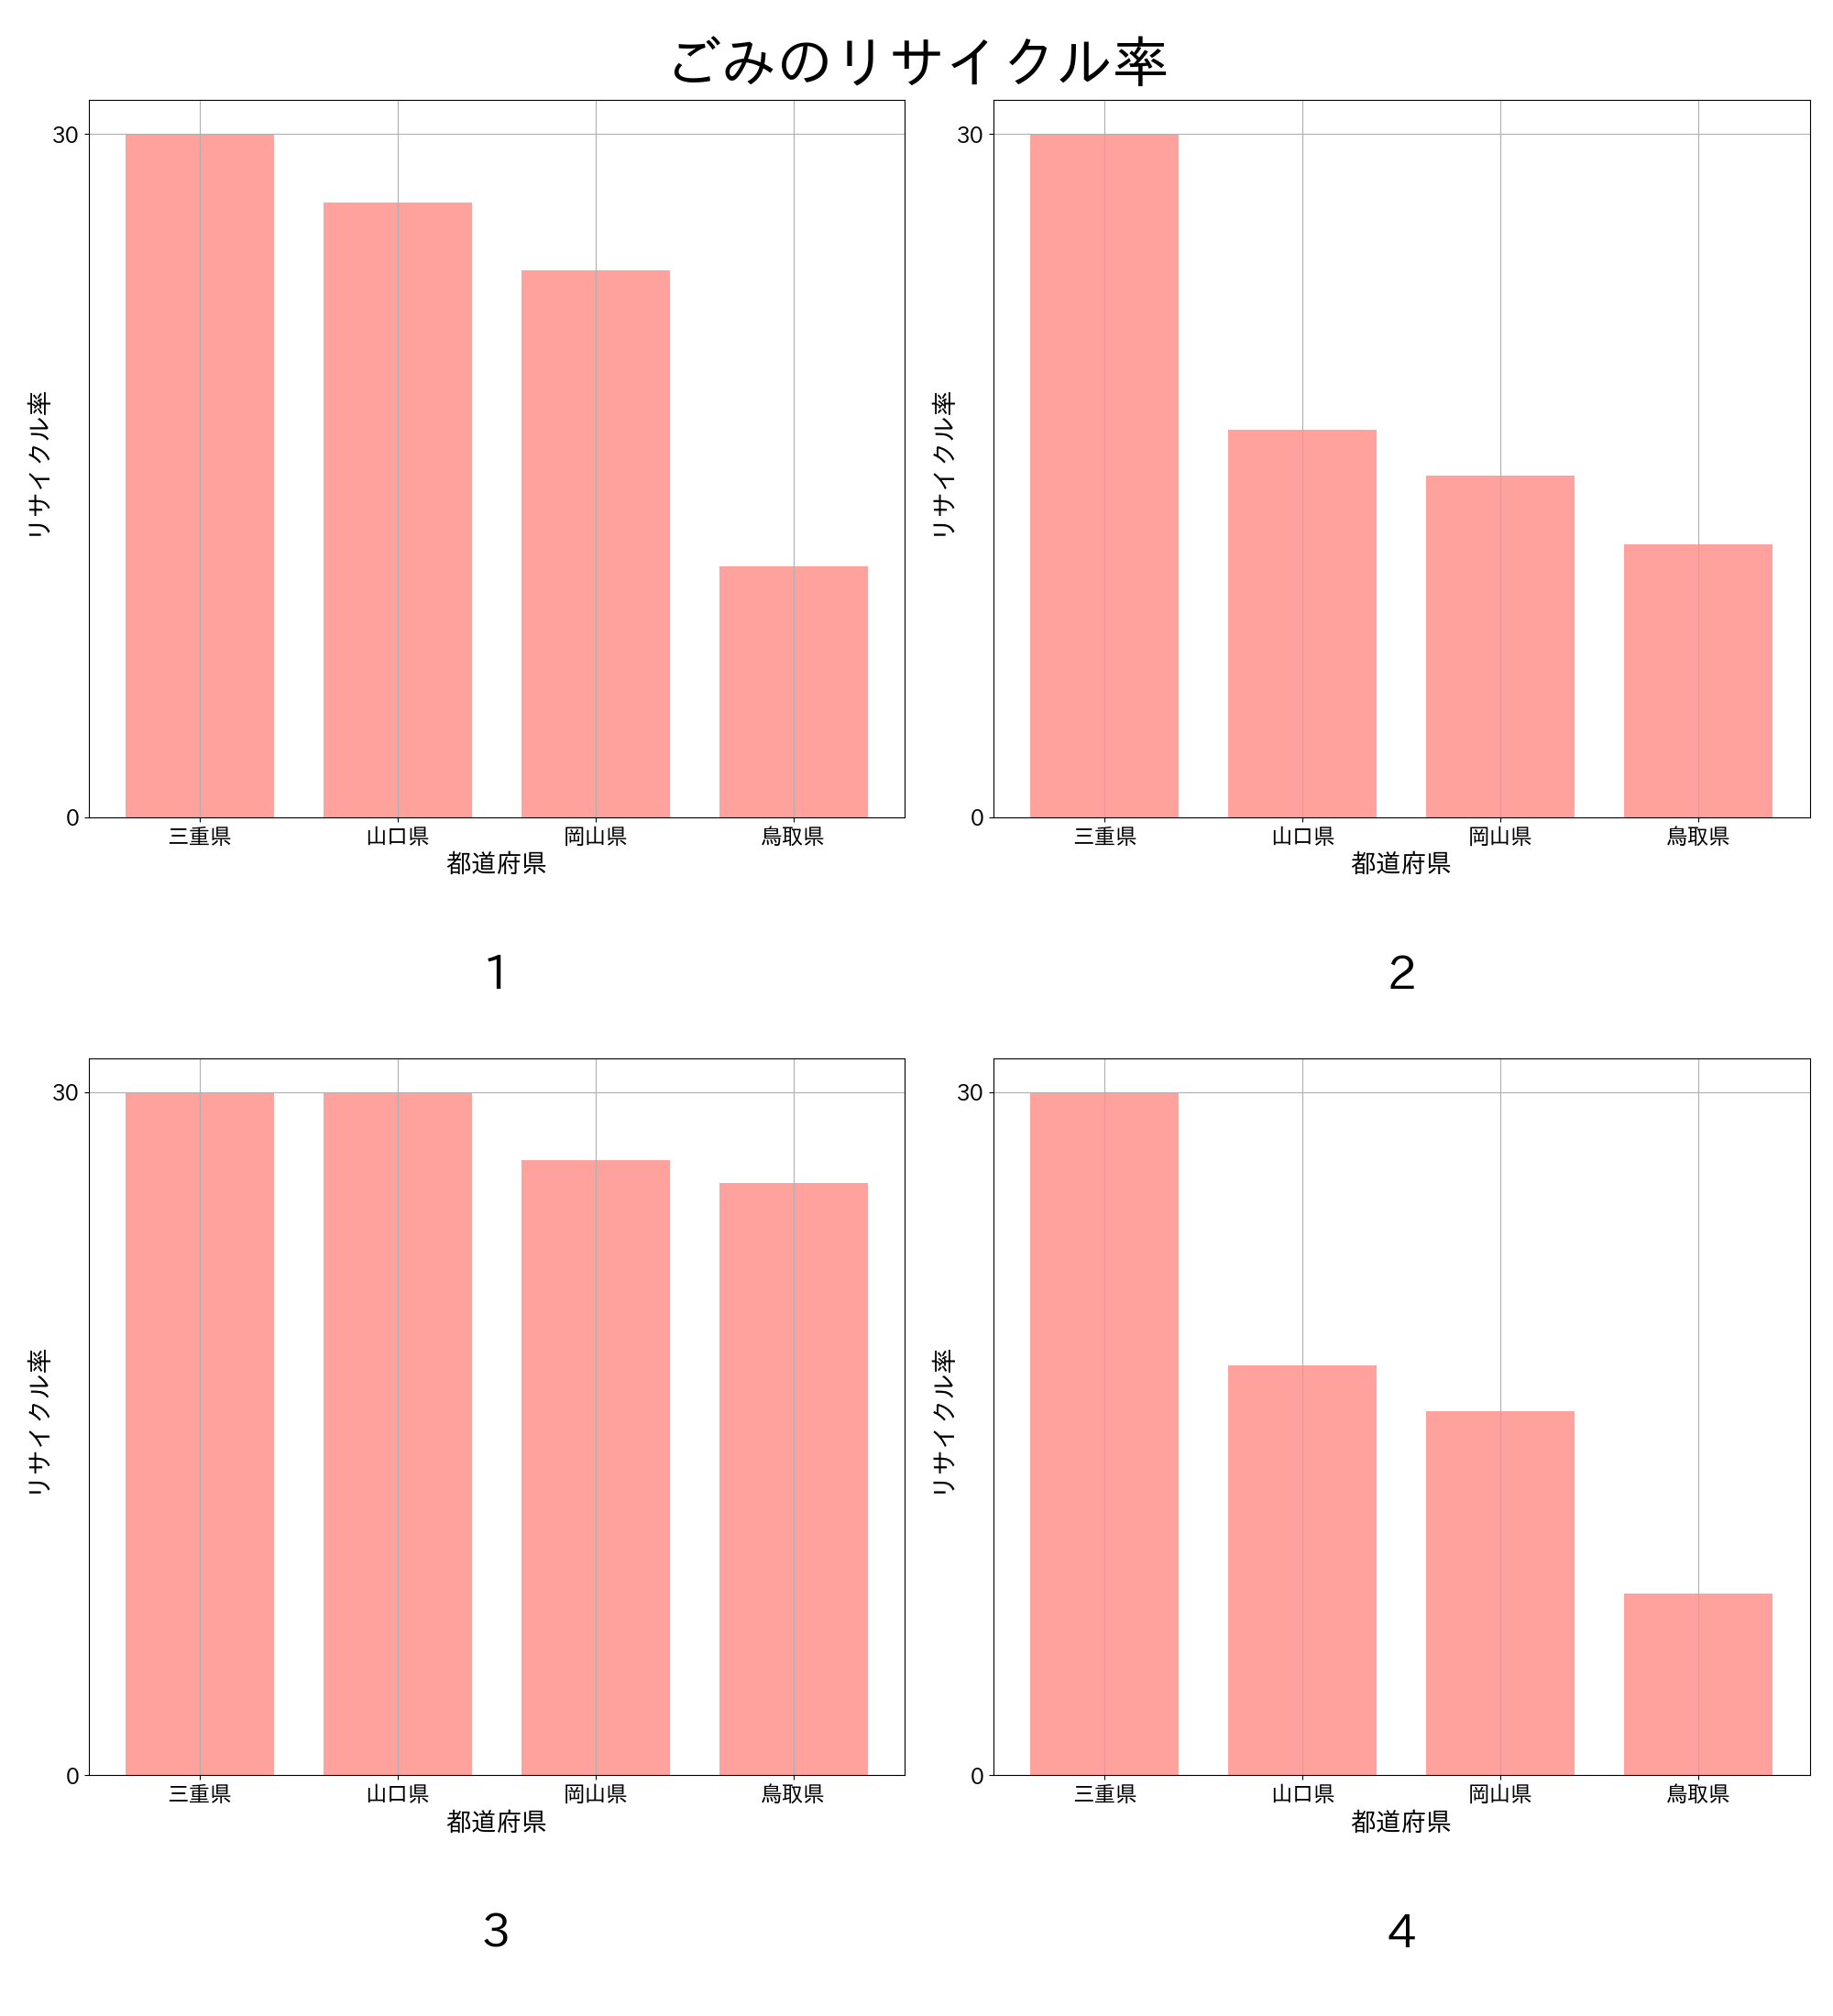 ごみのリサイクル率
30
0
リサイクル率
三重県 山口県 岡山県 鳥取県
都道府県
1
30
0
リサイクル率
三重県 山口県 岡山県 鳥取県
都道府県
2
30
0
リサイクル率
三重県 山口県 岡山県 鳥取県
都道府県
3
30
0
リサイクル率
三重県 山口県 岡山県 鳥取県
都道府県
4